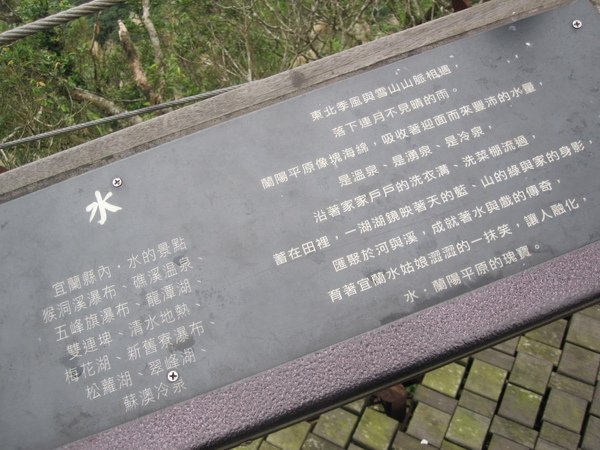 水
宜蘭縣內，水的景點
猴洞溪瀑布、礁溪溫泉、
五峰旗瀑布、龍潭湖、
雙連埤、清水地熱、
梅花湖、新舊寮瀑布、
松蘿湖、翠峰湖、
蘇澳冷泉
東北季風與雪山山脈相遇，
落下連月不見晴的雨。
蘭陽平原像塊海綿，吸收著迎面而來豐沛的水量，
是溫泉、是湧泉、是冷泉，
沿著家家戶戶的洗衣溝、洗菜棚流過，
蓄在田裡，一湖湖鏡映著天的藍、山的綠與家的身影，
匯聚於河與溪，成就著水與戲的傳奇，
育著宜蘭水姑娘澀澀的一抹笑，讓人融化，
水，蘭陽平原的瑰寶。